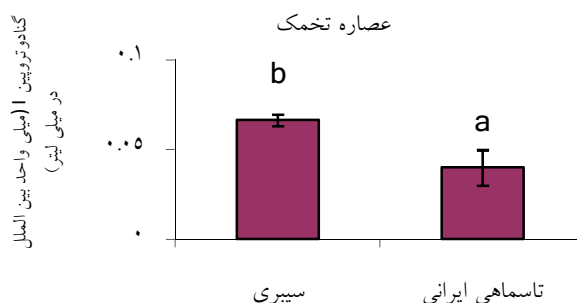 عصاره تخمک
گنادوتروپین I(میلی واحد بین الملل
در میلی لیتر)
۰.۱
۰.۰۵
۰
b
a
سیبری
تاسماهی ایرانی